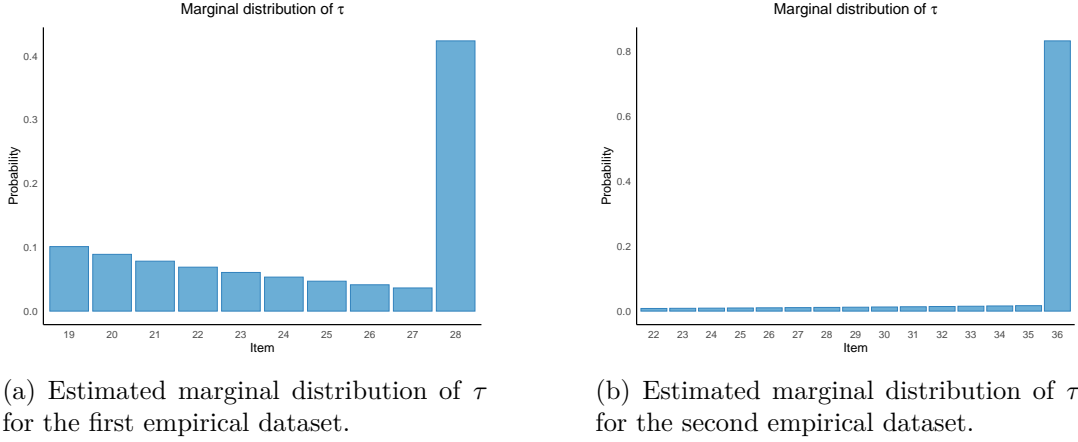 Marginal distribution of τ
0.4
0.3
0.2
0.1
0.0
Probability
19 20 21 22 23 24 25 26 27 28
Item
(a) Estimated marginal distribution of τ
for the first empirical dataset.
Marginal distribution of τ
0.8
0.6
0.4
0.2
0.0
Probability
22 23 24 25 26 27 28 29 30 31 32 33 34 35 36
Item
(b) Estimated marginal distribution of τ
for the second empirical dataset.